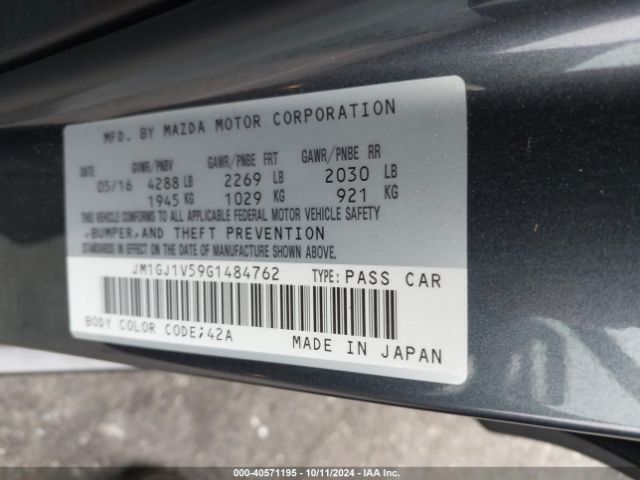 MFD. BY MAZDA MOTOR CORPORATION
DATE GVWR/PNBV GAWR/PNBE FRT GAWR/PNBE RR
05/16 4288 LB 2269 LB 2030 LB
1945 KG 1029 KG 921 KG
THIS VEHICLE CONFORMS TO ALL APPLICABLE FEDERAL MOTOR VEHICLE SAFETY
,BUMPER,AND THEFT PREVENTION
STANDARDS IN EFFECT ON THE DATE OF MANUFACTURE SHOWN ABOVE.
JM1GJ1V59G1484762 TYPE: PASS CAR
BODY COLOR CODE;42A
MADE IN JAPAN
000-40571195 - 10/11/2024 - IAA Inc.